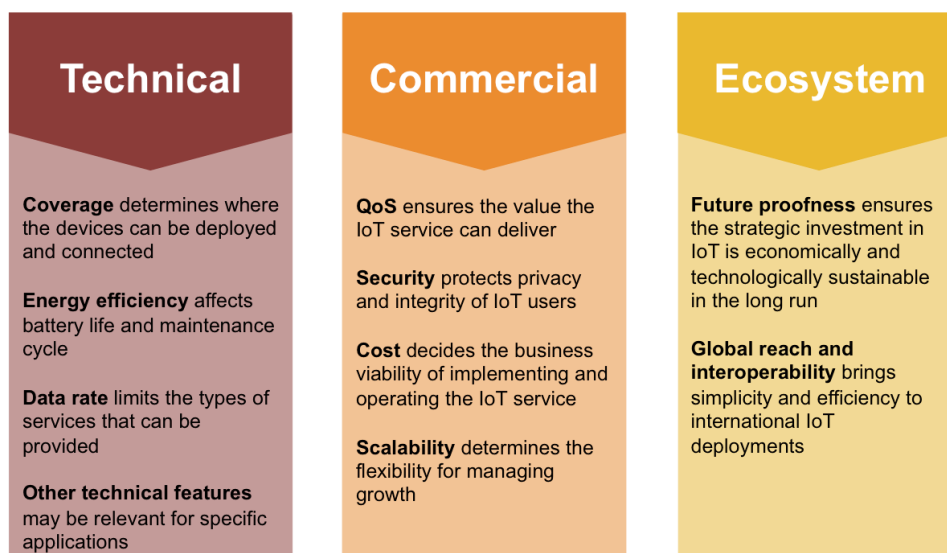 Technical
Coverage determines where
the devices can be deployed
and connected
Energy efficiency affects
battery life and maintenance
cycle
Data rate limits the types of
services that can be
provided
Other technical features
may be relevant for specific
applications
Commercial
QoS ensures the value the
IoT service can deliver
Security protects privacy
and integrity of IoT users
Cost decides the business
viability of implementing and
operating the IoT service
Scalability determines the
flexibility for managing
growth
Ecosystem
Future proofness ensures
the strategic investment in
IoT is economically and
technologically sustainable
in the long run
Global reach and
interoperability brings
simplicity and efficiency to
international IoT
deployments